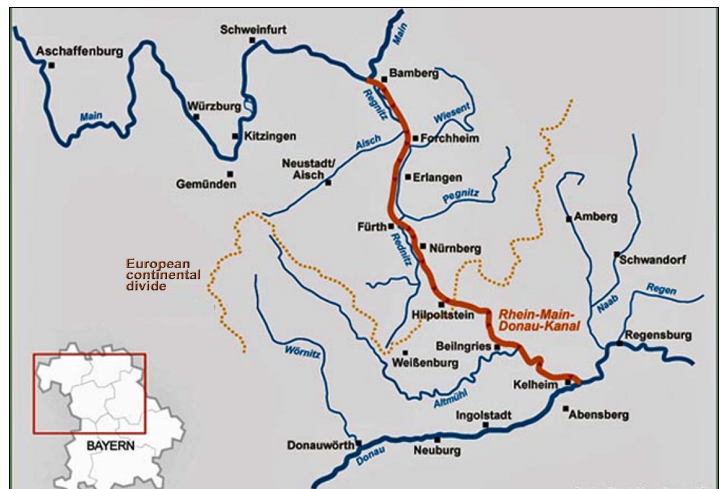 Schweinfurt
Main
Aschaffenburg
Bamberg
Regnitz
Würzburg
Wiesent
Main
Kitzingen
Aisch
Forchheim
Neustadt/
Aisch
Gemünden
Erlangen
Pegnitz
Fürth
Amberg
Rednitz
Nürnberg
European
continental
divide
Schwandorf
Regen
Naab
Hilpoltstein
Rhein-Main-
Donau-Kanal
Regensburg
Wörnitz
Beilngries
Weißenburg
Kelheim
Altmühl
Ingolstadt
Abensberg
BAYERN
Donauwörth
Donau
Neuburg